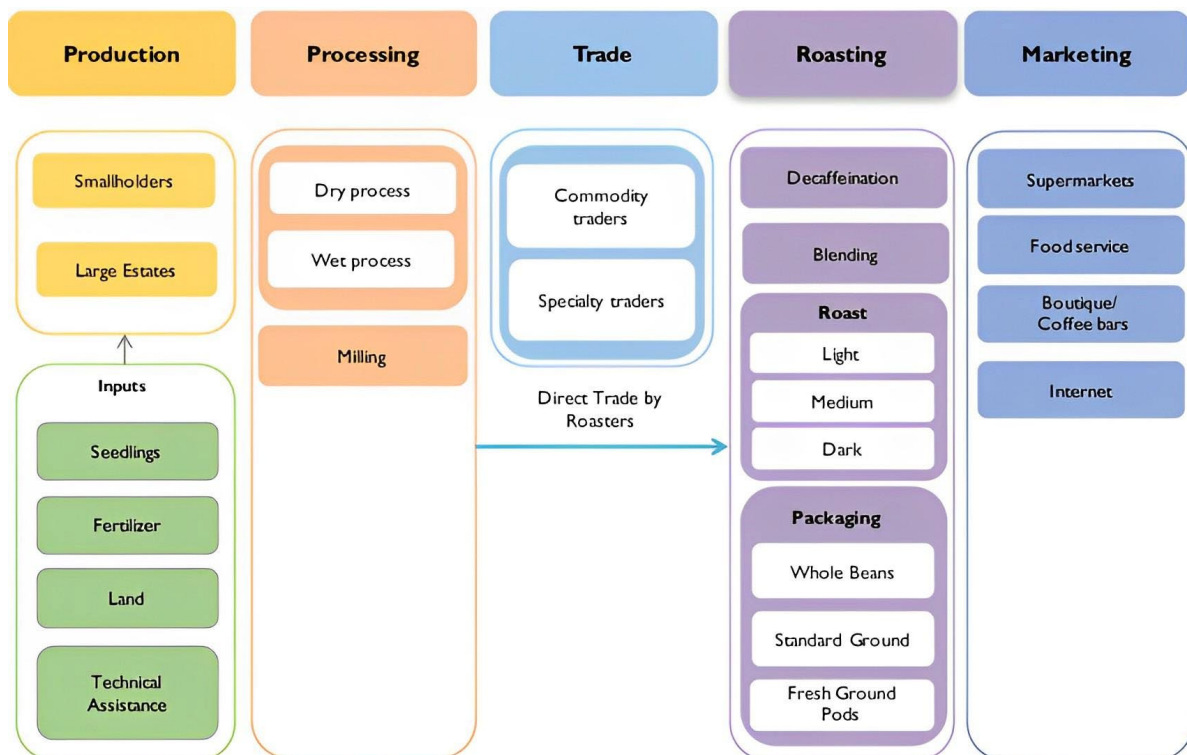 Production
Processing
Trade
Roasting
Marketing
Smallholders
Large Estates
Inputs
Seedlings
Fertilizer
Land
Technical
Assistance
Dry process
Wet process
Milling
Commodity
traders
Specialty traders
Direct Trade by
Roasters
Decaffeination
Blending
Roast
Light
Medium
Dark
Packaging
Whole Beans
Standard Ground
Fresh Ground
Pods
Supermarkets
Food service
Boutique/
Coffee bars
Internet